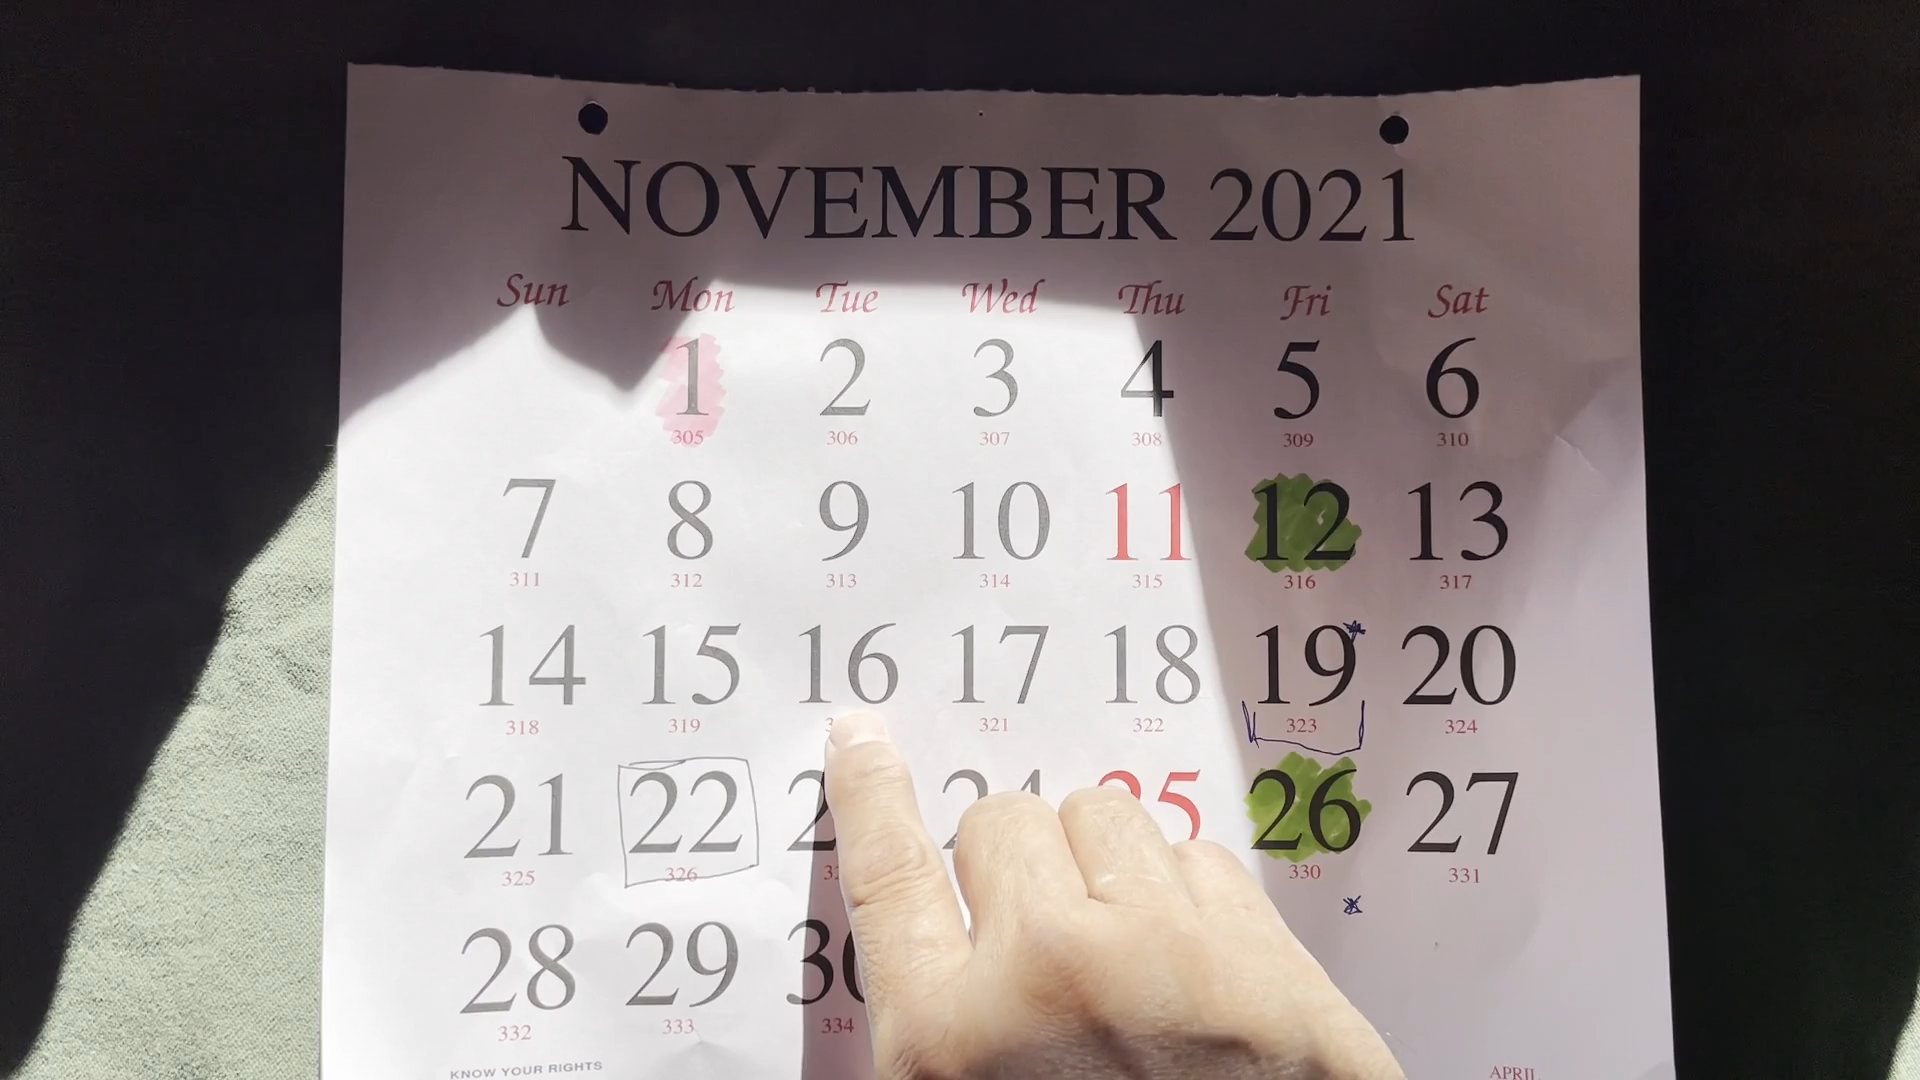 NOVEMBER 2021
Sun Mon Tue Wed Thu Fri Sat
1 2 3 4 5 6
305 306 307 308 309 310
7 8 9 10 11 12 13
311 312 313 314 315 316 317
14 15 16 17 18 19 20
318 319 321 322 323 324
21 22 24 25 26 27
325 326 330 331
28 29 30
332 333 334
KNOW YOUR RIGHTS APRIL